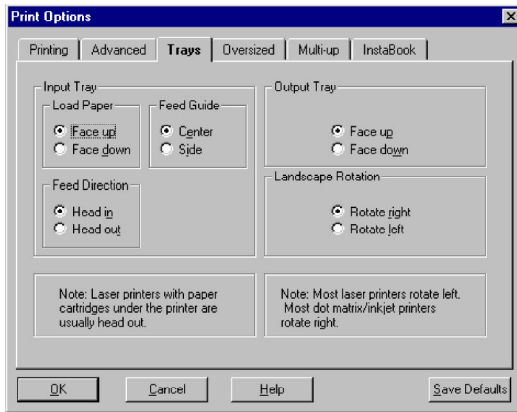 Print Options
Printing Advanced Trays Oversized Multi-up InstaBook
Input Tray
Load Paper
Face up
Face down
Feed Guide
Center
Side
Feed Direction
Head in
Head out
Output Tray
Face up
Face down
Landscape Rotation
Rotate right
Rotate left
Note: Laser printers with paper
cartridges under the printer are
usually head out.
Note: Most laser printers rotate left.
Most dot matrix/inkjet printers
rotate right.
OK Cancel Help Save Defaults